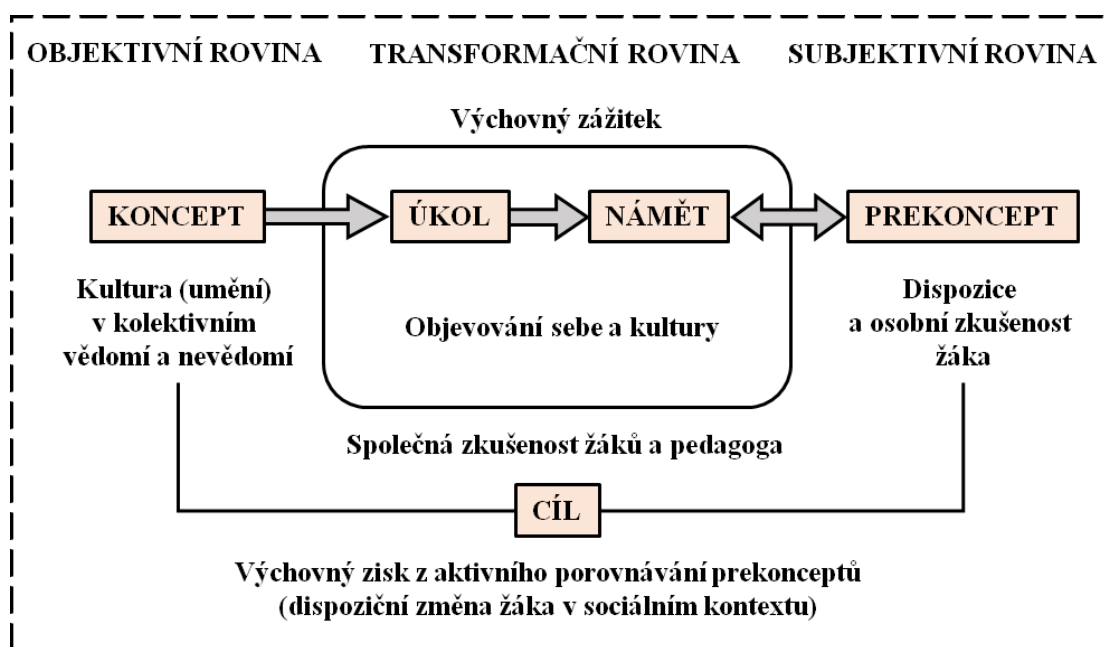 OBJEKTIVNÍ ROVINA
TRANSFORMAČNÍ ROVINA
SUBJEKTIVNÍ ROVINA
Výchovný zážitek
KONCEPT
ÚKOL
NÁMĚT
PREKONCEPT
Kultura (umění)
v kolektivním
vědomí a nevědomí
Objevování sebe a kultury
Dispozice
a osobní zkušenost
žáka
Společná zkušenost žáků a pedagoga
CÍL
Výchovný zisk z aktivního porovnávání prekonceptů
(dispoziční změna žáka v sociálním kontextu)